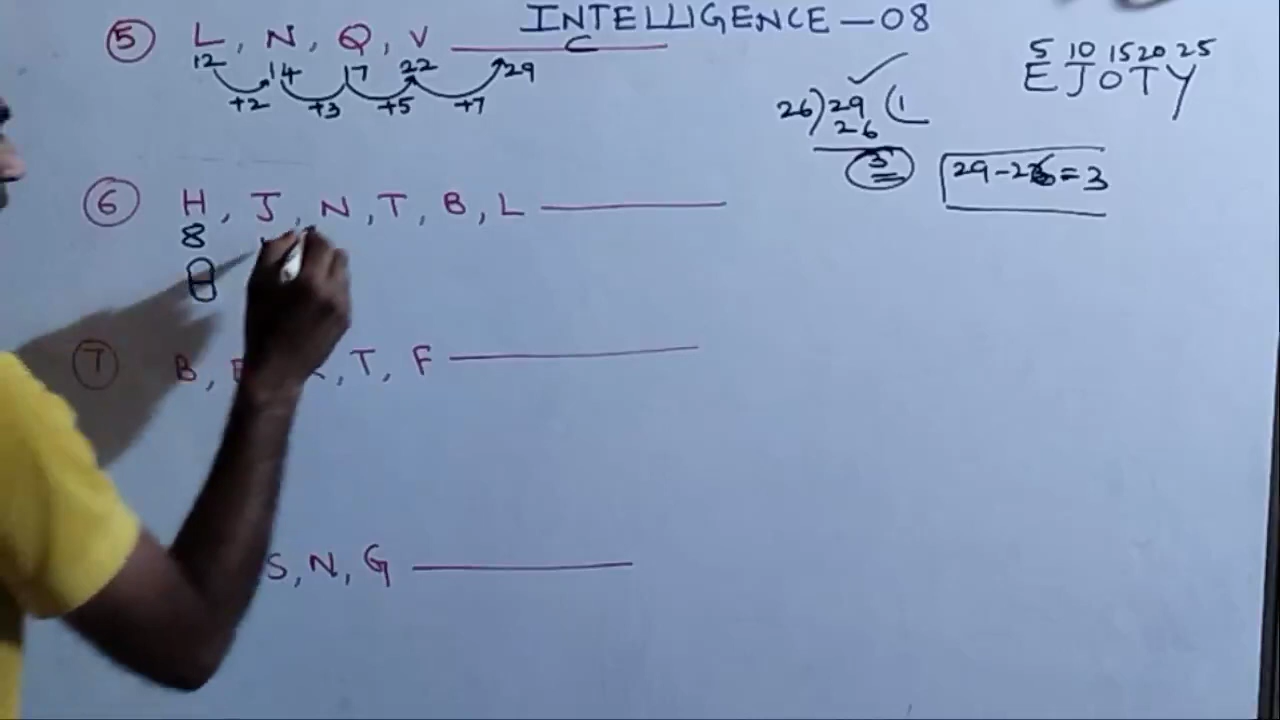 INTELLIGENCE - 08
5 L, N, Q, V C
12 14 17 22 29
+2 +3 +5 +7
5 10 15 20 25
E J O T Y
26)29(1
26
3
29-26=3
6 H, J, N, T, B, L
8
7 B, T, F
S, N, G